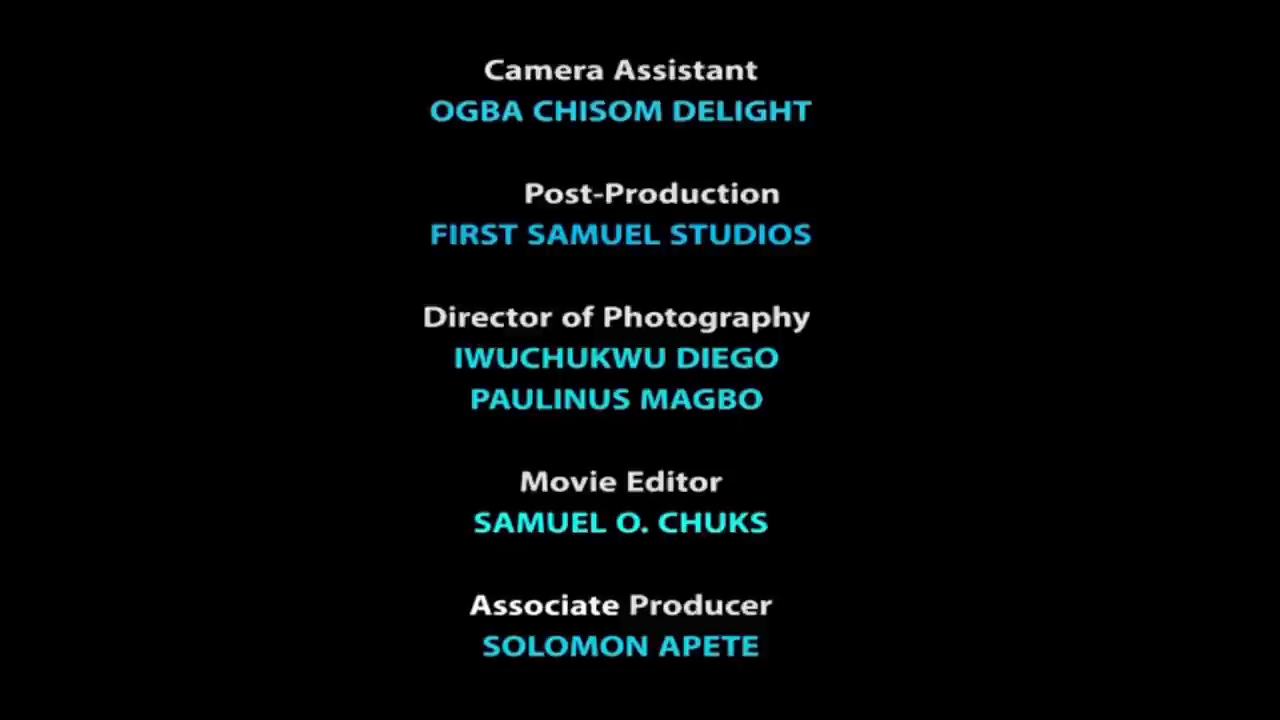 Camera Assistant
OGBA CHISOM DELIGHT
Post-Production
FIRST SAMUEL STUDIOS
Director of Photography
IWUCHUKWU DIEGO
PAULINUS MAGBO
Movie Editor
SAMUEL O. CHUKS
Associate Producer
SOLOMON APETE